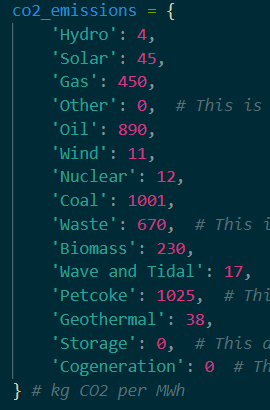 co2_emissions = {
'Hydro': 4,
'Solar': 45,
'Gas': 450,
'Other': 0, # This is
'Oil': 890,
'Wind': 11,
'Nuclear': 12,
'Coal': 1001,
'Waste': 670, # This i
'Biomass': 230,
'Wave and Tidal': 17,
'Petcoke': 1025, # Thi
'Geothermal': 38,
'Storage': 0, # This d
'Cogeneration': 0 # Th
} # kg CO2 per MWh